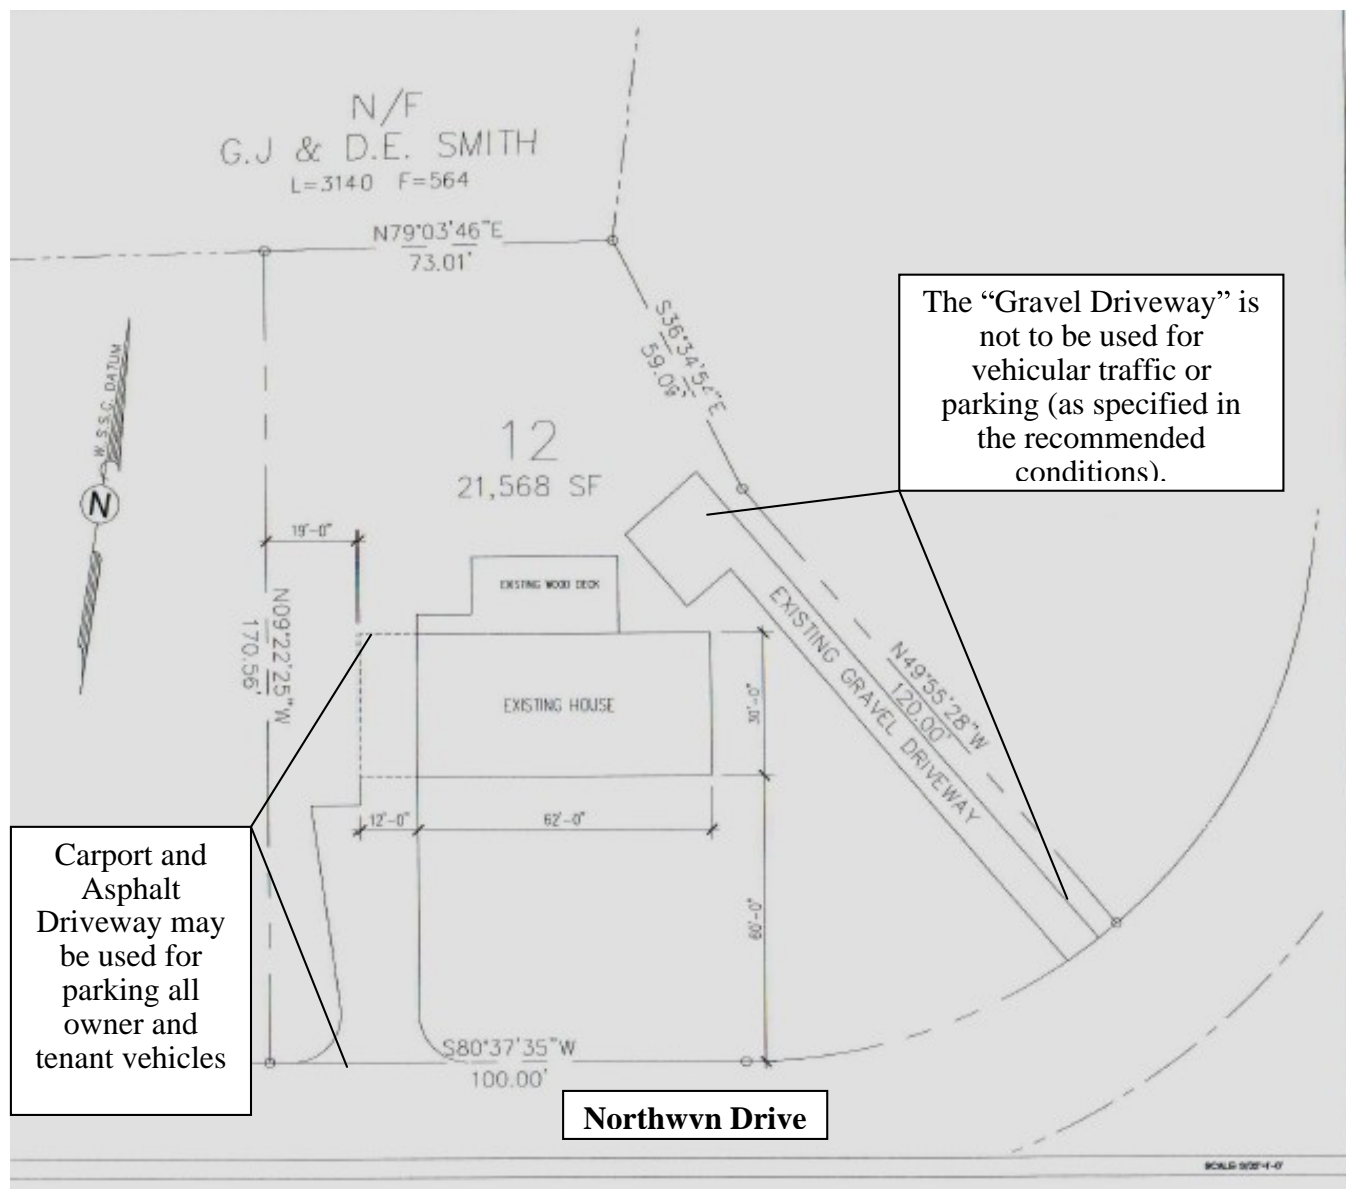 N/F
G.J & D.E. SMITH
L=3140 F=564
N79°03'46"E
73.01'
S36°34'52"E
59.09'
The “Gravel Driveway” is
not to be used for
vehicular traffic or
parking (as specified in
the recommended
conditions).
W.S.S.C. DATUM
N
12
21,568 SF
19'-0"
EXISTING WOOD DECK
N09°22'25"W
170.56'
EXISTING HOUSE
30'-0"
EXISTING GRAVEL DRIVEWAY
N49°55'28"W
120.00'
12'-0"
62'-0"
60'-0"
Carport and
Asphalt
Driveway may
be used for
parking all
owner and
tenant vehicles
S80°37'35"W
100.00'
Northwvn Drive